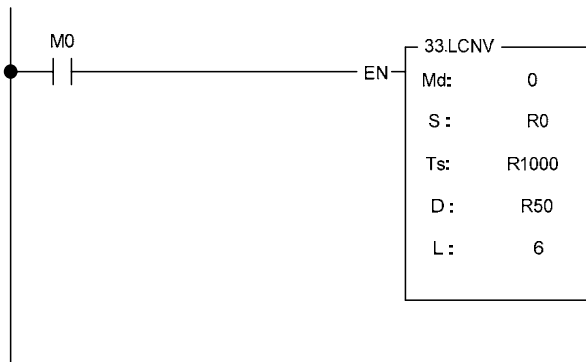 M0
33.LCNV
EN
Md: 0
S : R0
Ts: R1000
D : R50
L : 6